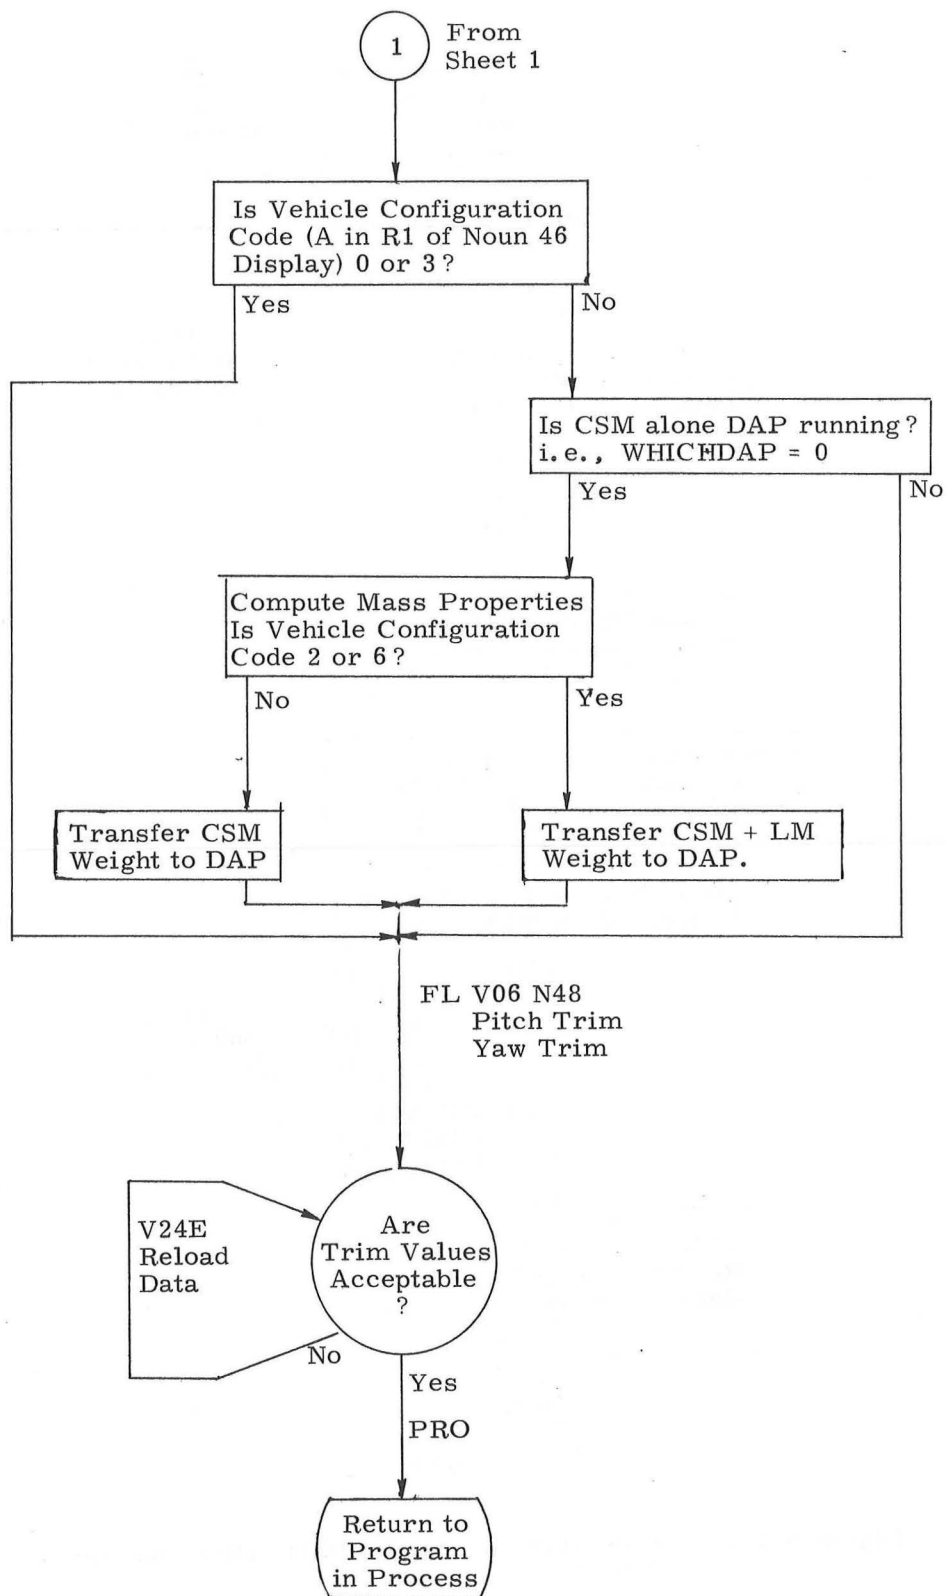 1
From
Sheet 1
Is Vehicle Configuration
Code (A in R1 of Noun 46
Display) 0 or 3?
Yes
No
Is CSM alone DAP running?
i.e., WHICHDAP = 0
Yes
No
Compute Mass Properties
Is Vehicle Configuration
Code 2 or 6?
No
Yes
Transfer CSM
Weight to DAP
Transfer CSM + LM
Weight to DAP.
FL V06 N48
Pitch Trim
Yaw Trim
V24E
Reload
Data
Are
Trim Values
Acceptable
?
No
Yes
PRO
Return to
Program
in Process